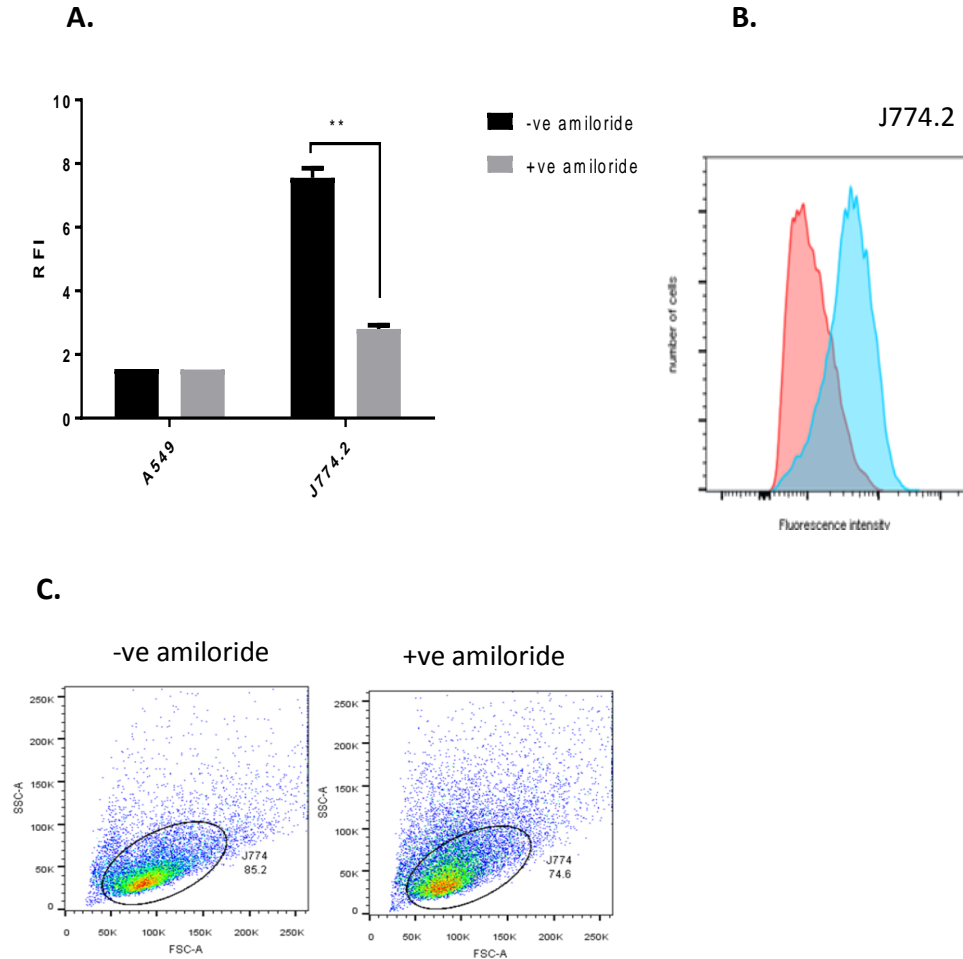 A.
B.
10
8
6
4
2
0
RFI
**
-ve amiloride
+ve amiloride
A549
J774.2
J774.2
number of cells
Fluorescence intensity
C.
-ve amiloride
+ve amiloride
250K
200K
150K
100K
50K
0
SSC-A
J774
85.2
0 50K 100K 150K 200K 250K
FSC-A
250K
200K
150K
100K
50K
0
SSC-A
J774
74.6
0 50K 100K 150K 200K 250K
FSC-A